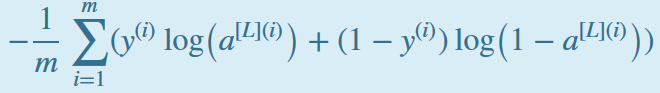 $-\frac{1}{m} \sum_{i=1}^{m} (y^{(i)} \log(a^{[L](i)}) + (1 - y^{(i)}) \log(1 - a^{[L](i)}))$